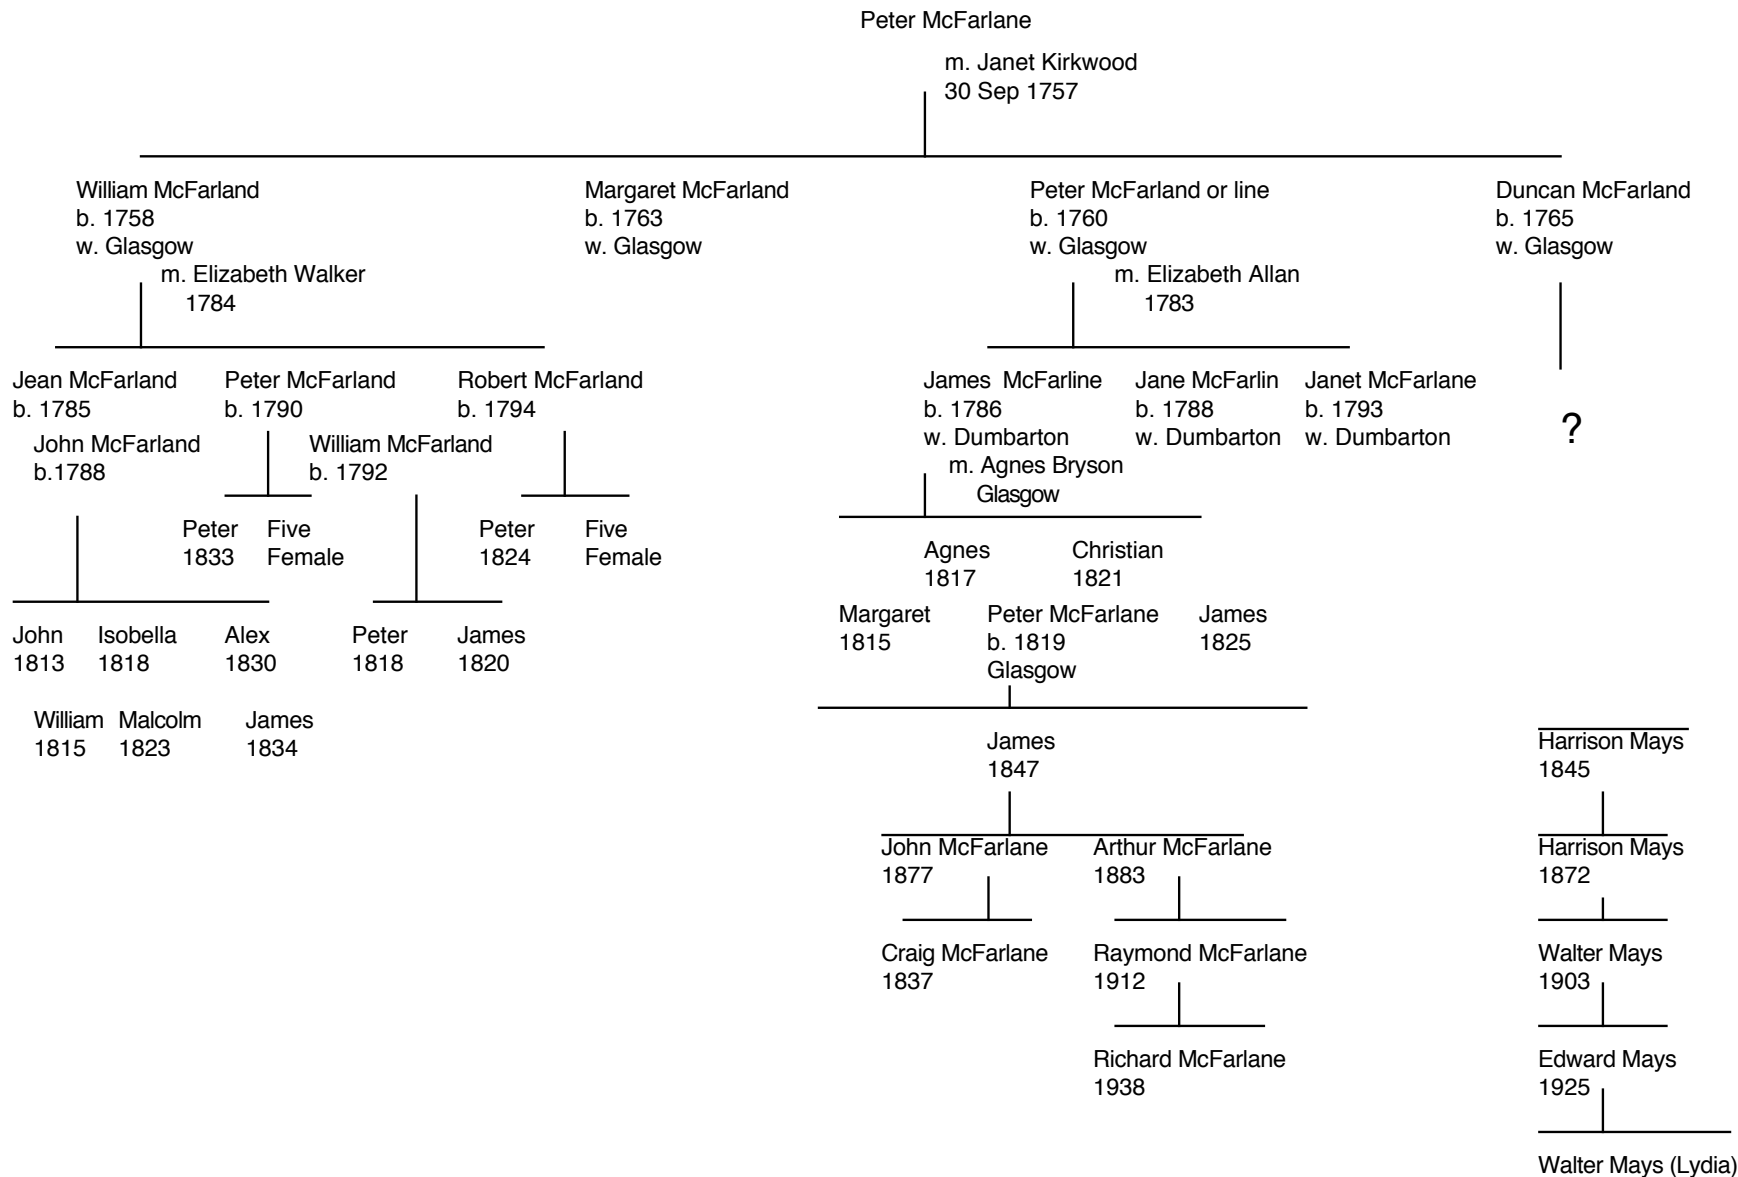 Peter McFarlane
m. Janet Kirkwood
30 Sep 1757
William McFarland
b. 1758
w. Glasgow
m. Elizabeth Walker
1784
Margaret McFarland
b. 1763
w. Glasgow
Peter McFarland or line
b. 1760
w. Glasgow
m. Elizabeth Allan
1783
Duncan McFarland
b. 1765
w. Glasgow
Jean McFarland
b. 1785
Peter McFarland
b. 1790
Robert McFarland
b. 1794
John McFarland
b.1788
William McFarland
b. 1792
James McFarline
b. 1786
w. Dumbarton
m. Agnes Bryson
Glasgow
Jane McFarlin
b. 1788
w. Dumbarton
Janet McFarlane
b. 1793
w. Dumbarton
?
Peter
1833
Five
Female
Peter
1824
Five
Female
Agnes
1817
Christian
1821
John
1813
Isobella
1818
Alex
1830
Peter
1818
James
1820
Margaret
1815
Peter McFarlane
b. 1819
Glasgow
James
1825
William
1815
Malcolm
1823
James
1834
James
1847
Harrison Mays
1845
John McFarlane
1877
Arthur McFarlane
1883
Harrison Mays
1872
Craig McFarlane
1837
Raymond McFarlane
1912
Walter Mays
1903
Richard McFarlane
1938
Edward Mays
1925
Walter Mays (Lydia)